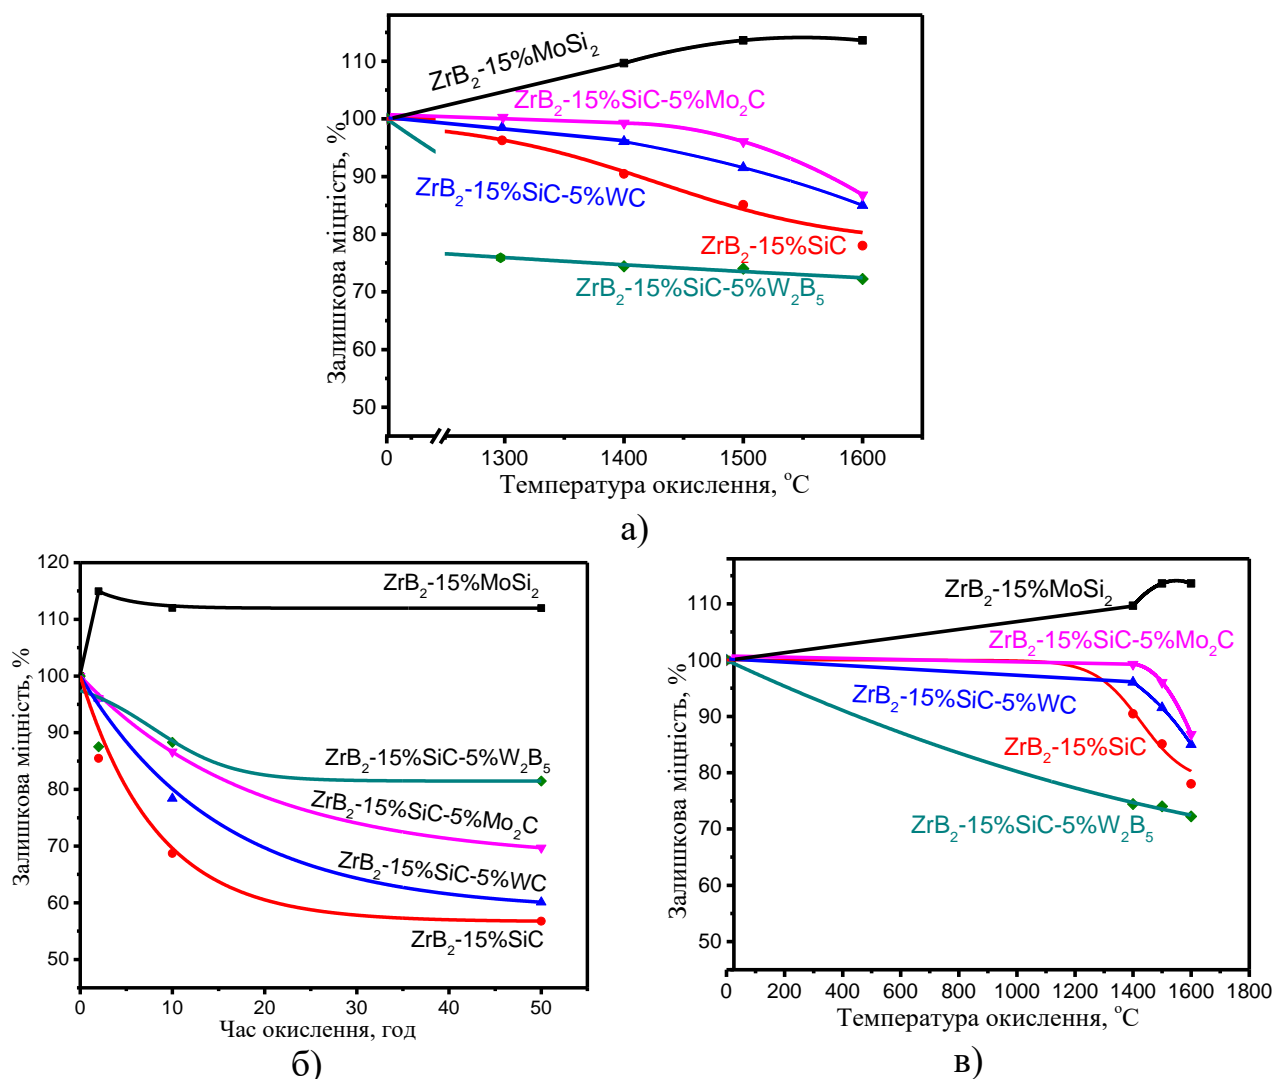 110
100
90
80
70
60
50
Залишкова міцність, %
ZrB₂-15%MoSi₂
ZrB₂-15%SiC-5%Mo₂C
ZrB₂-15%SiC-5%WC
ZrB₂-15%SiC
ZrB₂-15%SiC-5%W₂B₅
0 1300 1400 1500 1600
Температура окислення, °C
а)
120
110
100
90
80
70
60
50
Залишкова міцність, %
ZrB₂-15%MoSi₂
ZrB₂-15%SiC-5%W₂B₅
ZrB₂-15%SiC-5%Mo₂C
ZrB₂-15%SiC-5%WC
ZrB₂-15%SiC
0 10 20 30 40 50
Час окислення, год
б)
110
100
90
80
70
60
50
Залишкова міцність, %
ZrB₂-15%MoSi₂
ZrB₂-15%SiC-5%Mo₂C
ZrB₂-15%SiC-5%WC
ZrB₂-15%SiC
ZrB₂-15%SiC-5%W₂B₅
0 200 400 600 800 1000 1200 1400 1600 1800
Температура окислення, °C
в)